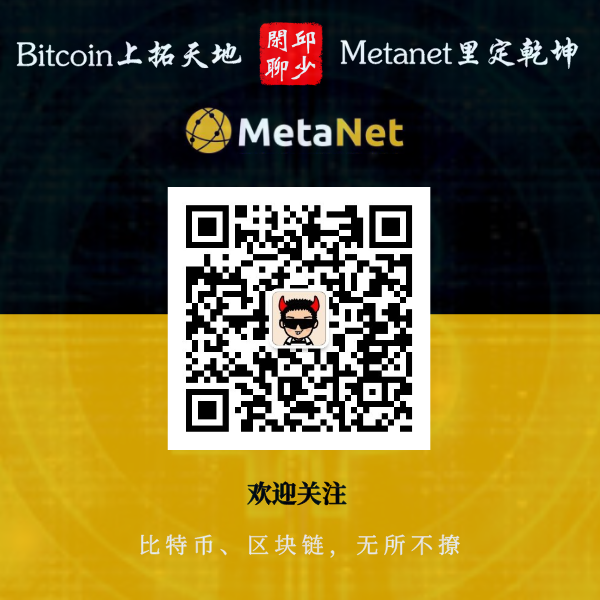 Bitcoin上拓天地
邱少
閑聊
Metanet里定乾坤
MetaNet
欢迎关注
比特币、区块链，无所不撩